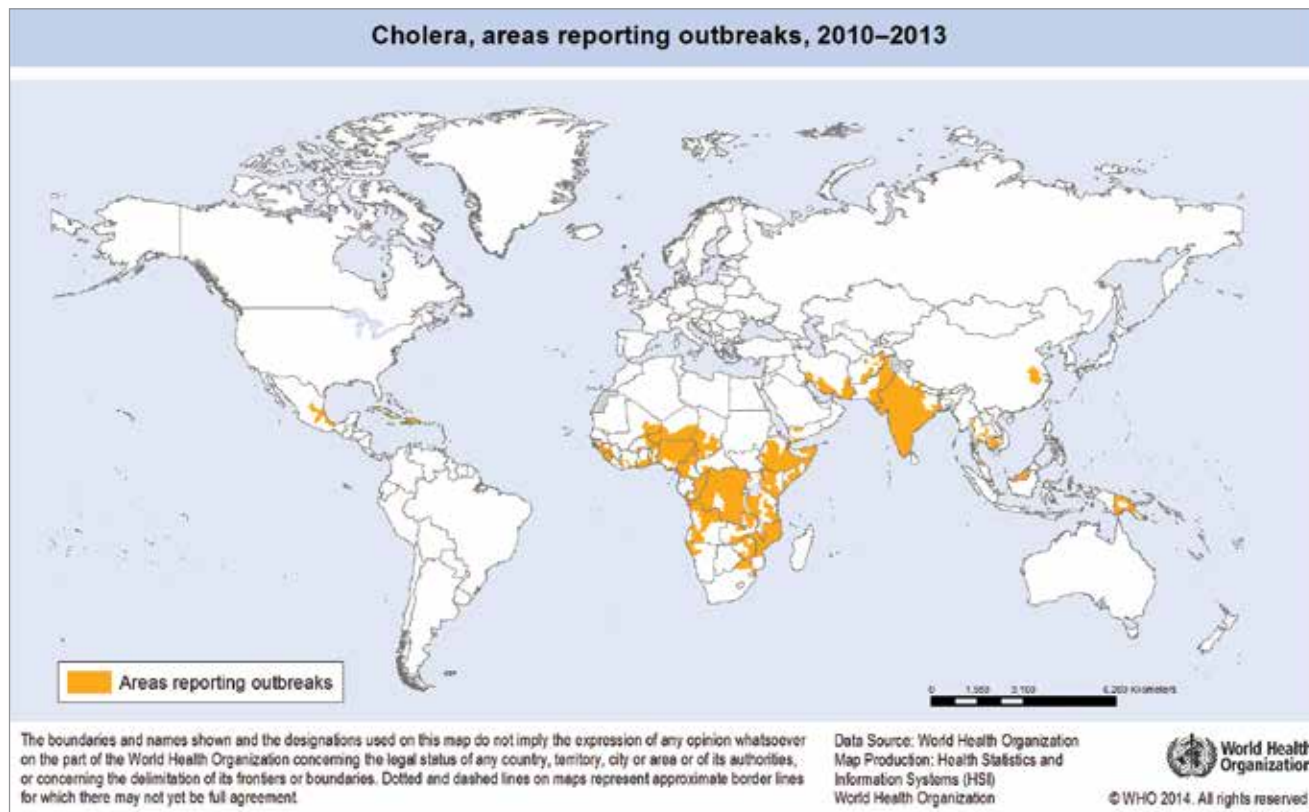 Cholera, areas reporting outbreaks, 2010–2013
Areas reporting outbreaks
0
Kilometers
The boundaries and names shown and the designations used on this map do not imply the expression of any opinion whatsoever
on the part of the World Health Organization concerning the legal status of any country, territory, city or area or of its authorities,
or concerning the delimitation of its frontiers or boundaries. Dotted and dashed lines on maps represent approximate border lines
for which there may not yet be full agreement.
Data Source: World Health Organization
Map Production: Health Statistics and
Information Systems (HSI)
World Health Organization
World Health
Organization
© WHO 2014. All rights reserved